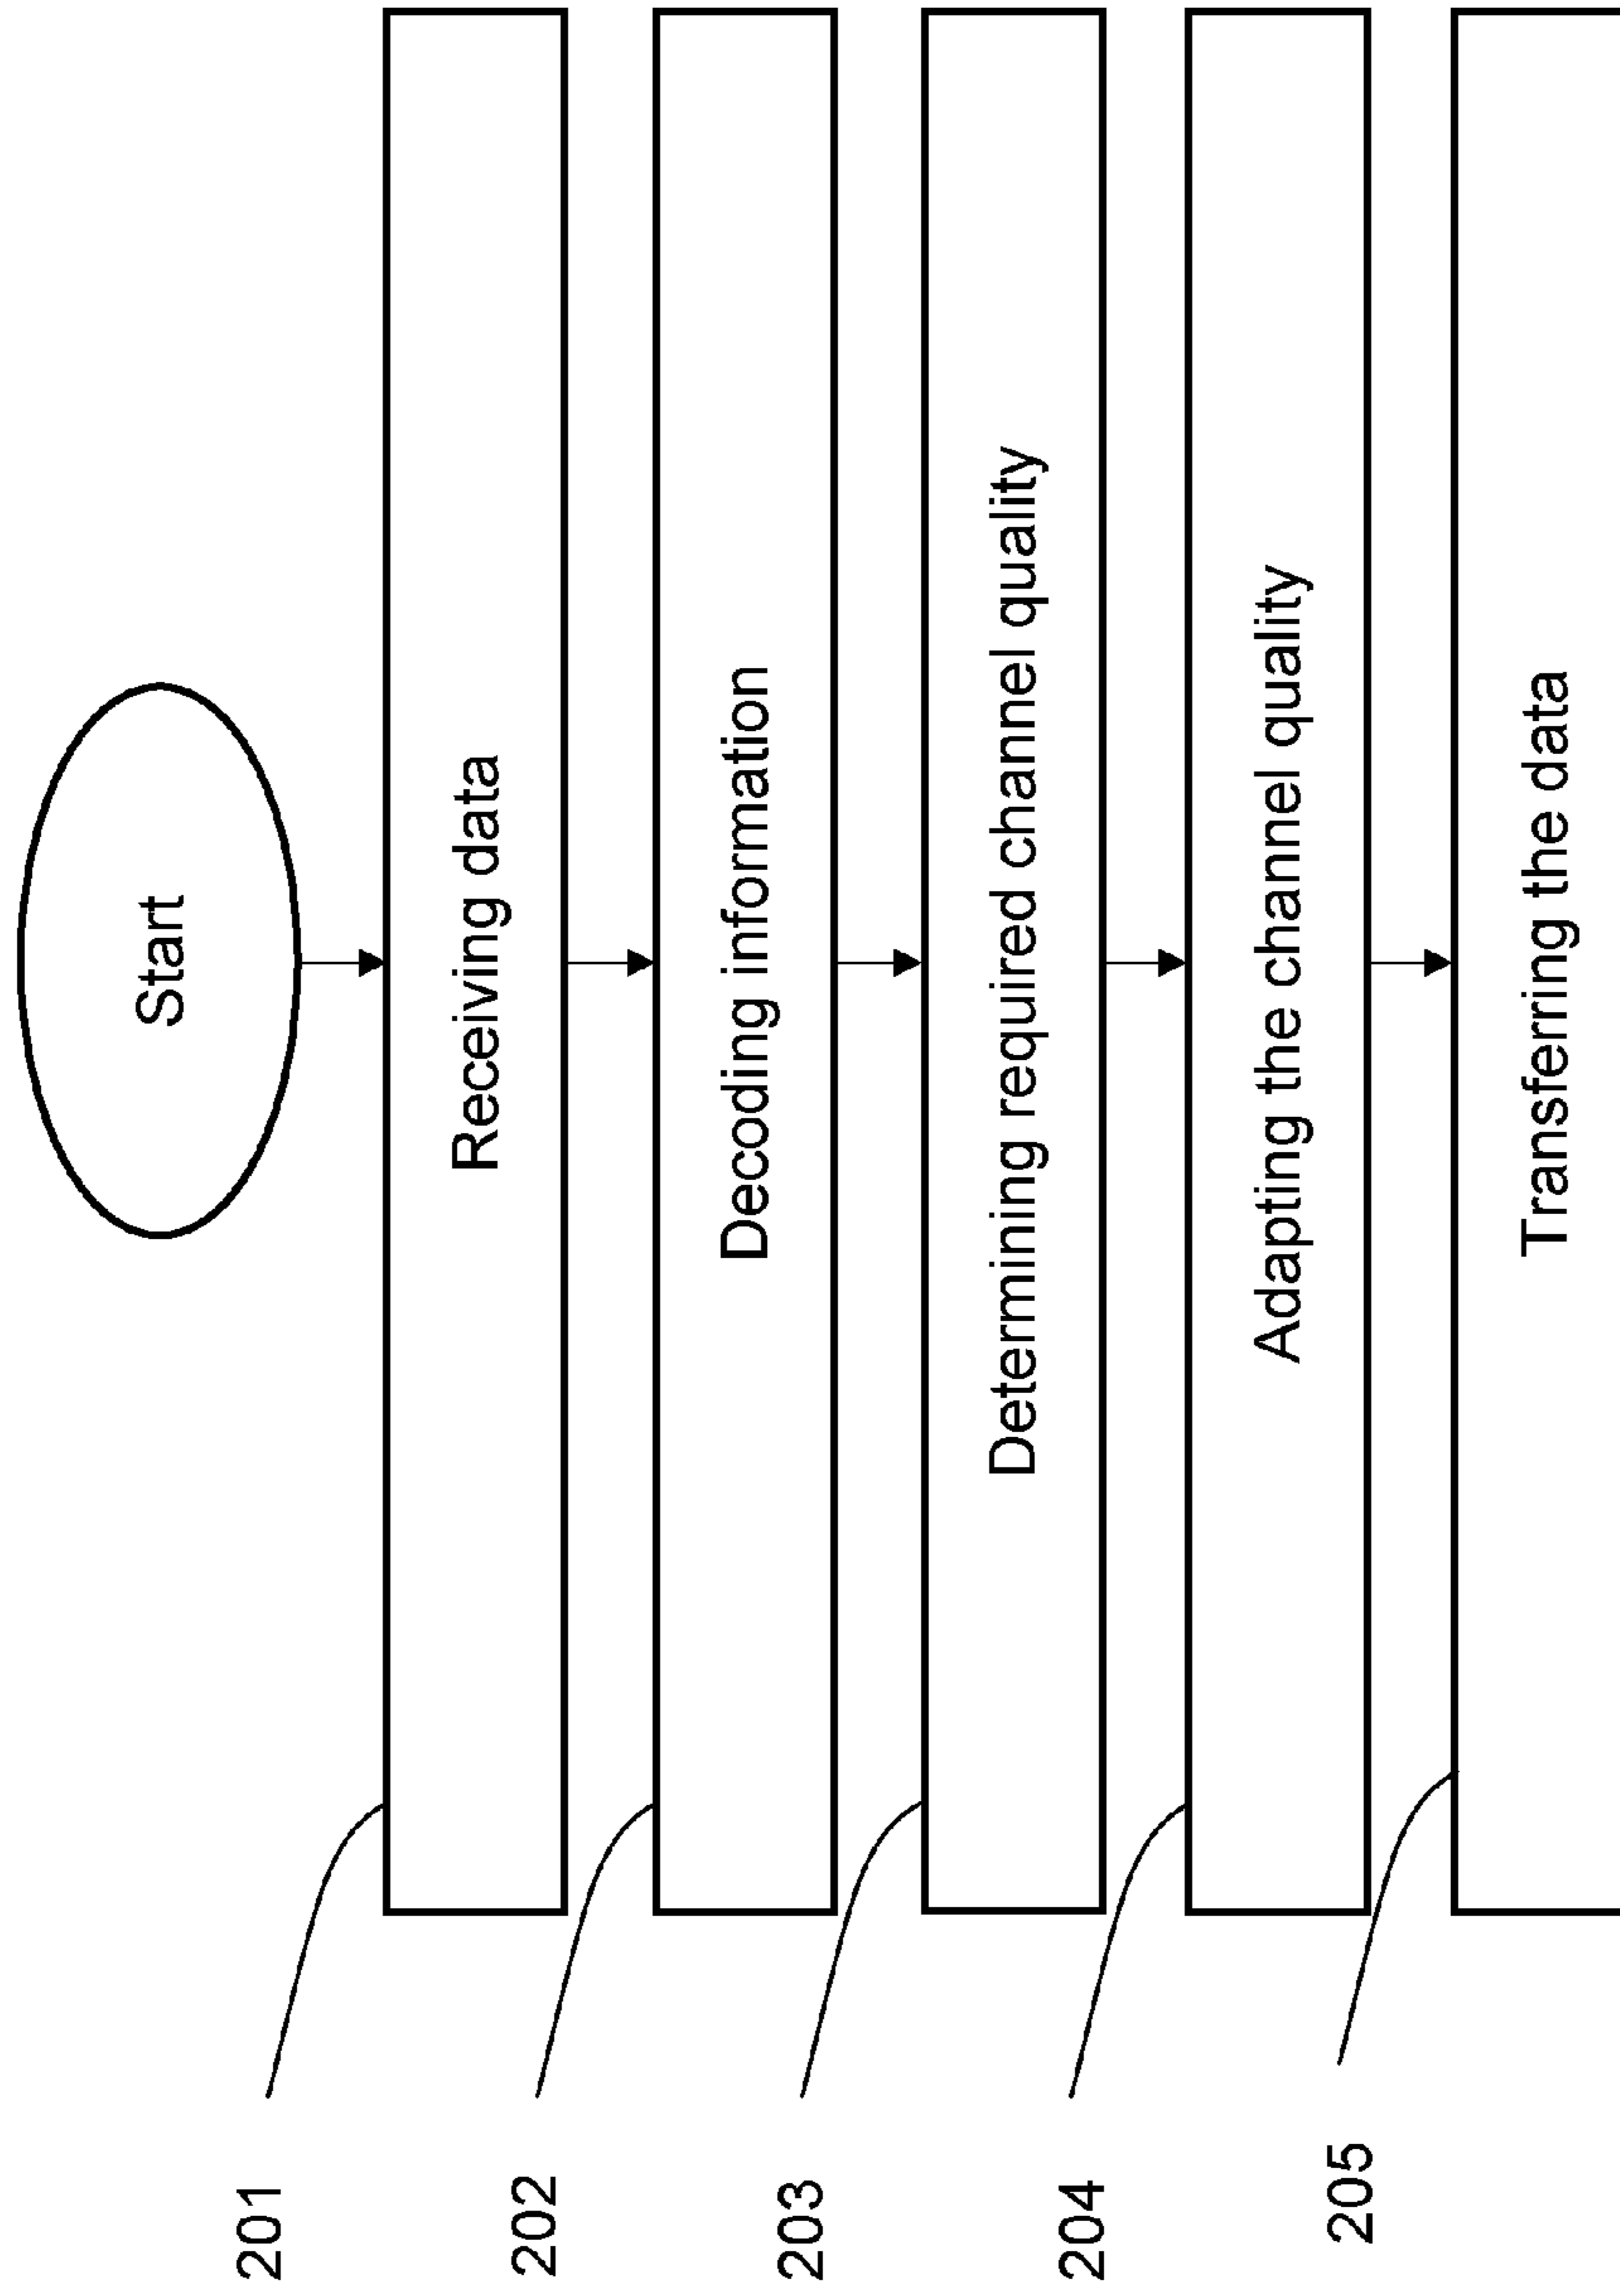 Start
201
Receiving data
202
Decoding information
203
Determining required channel quality
204
Adapting the channel quality
205
Transferring the data